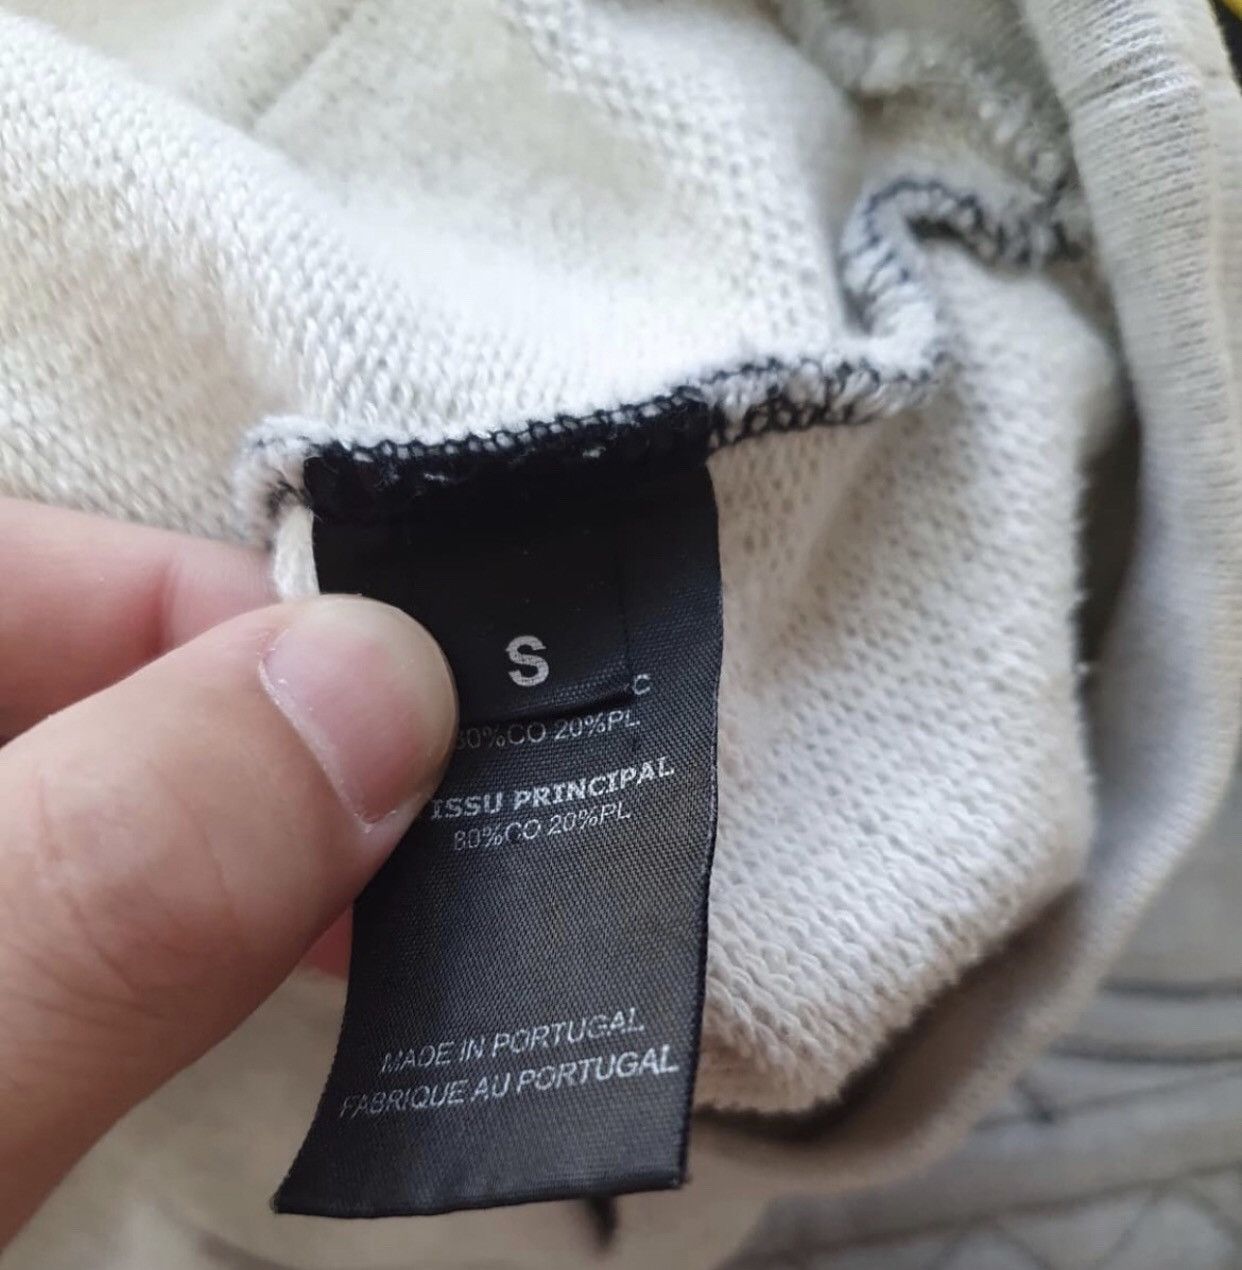 S
C
80%CO 20%PL
ISSU PRINCIPAL
80%CO 20%PL
MADE IN PORTUGAL
FABRIQUE AU PORTUGAL